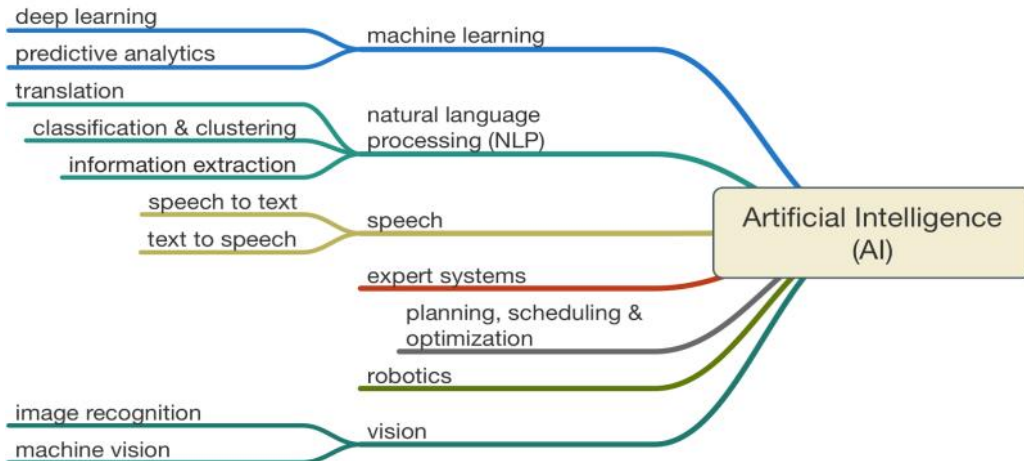 deep learning
predictive analytics
machine learning
translation
classification & clustering
information extraction
natural language
processing (NLP)
speech to text
text to speech
speech
expert systems
planning, scheduling &
optimization
robotics
image recognition
machine vision
vision
Artificial Intelligence
(AI)